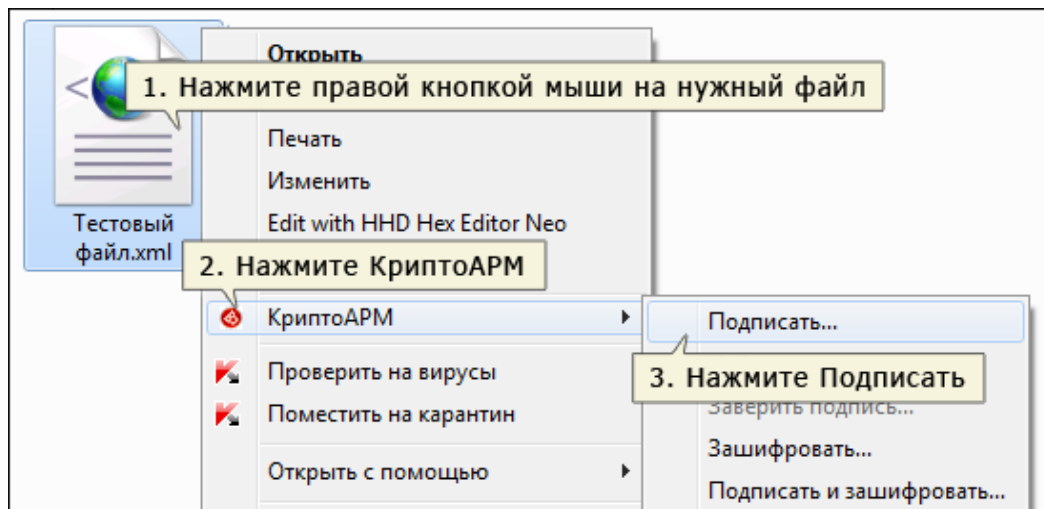 Открыть
1. Нажмите правой кнопкой мыши на нужный файл
Печать
Изменить
Тестовый
файл.xml
Edit with HHD Hex Editor Neo
2. Нажмите КриптоАРМ
КриптоАРМ
Подписать...
Проверить на вирусы
3. Нажмите Подписать
Поместить на карантин
Заверить подпись...
Зашифровать...
Открыть с помощью
Подписать и зашифровать...